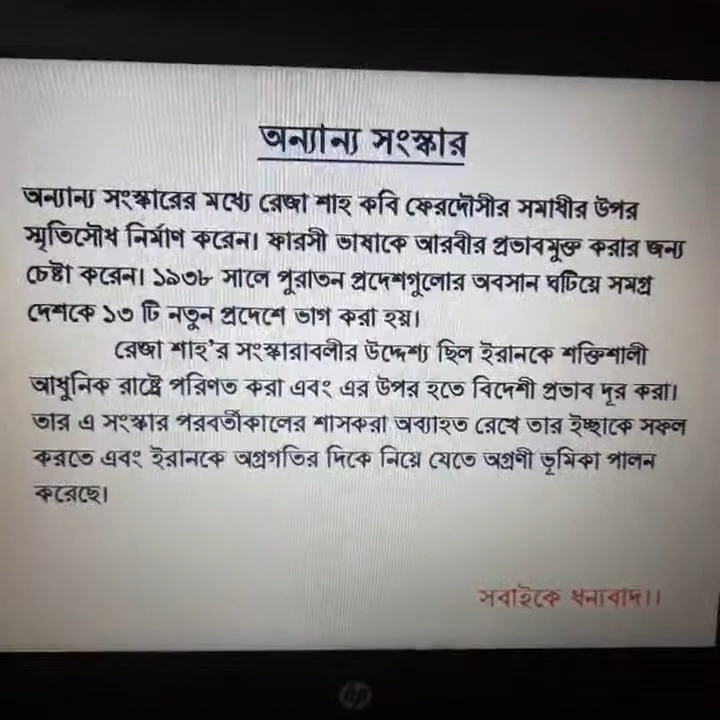 অন্যান্য সংস্কার
অন্যান্য সংস্কারের মধ্যে রেজা শাহ কবি ফেরদৌসীর সমাধীর উপর
স্মৃতিসৌধ নির্মাণ করেন। ফারসী ভাষাকে আরবীর প্রভাবমুক্ত করার জন্য
চেষ্টা করেন। ১৯৩৮ সালে পুরাতন প্রদেশগুলোর অবসান ঘটিয়ে সমগ্র
দেশকে ১৩ টি নতুন প্রদেশে ভাগ করা হয়।
রেজা শাহ'র সংস্কারাবলীর উদ্দেশ্য ছিল ইরানকে শক্তিশালী
আধুনিক রাষ্ট্রে পরিণত করা এবং এর উপর হতে বিদেশী প্রভাব দূর করা।
তার এ সংস্কার পরবর্তীকালের শাসকরা অব্যাহত রেখে তার ইচ্ছাকে সফল
করতে এবং ইরানকে অগ্রগতির দিকে নিয়ে যেতে অগ্রণী ভূমিকা পালন
করেছে।
সবাইকে ধন্যবাদ।।
hp